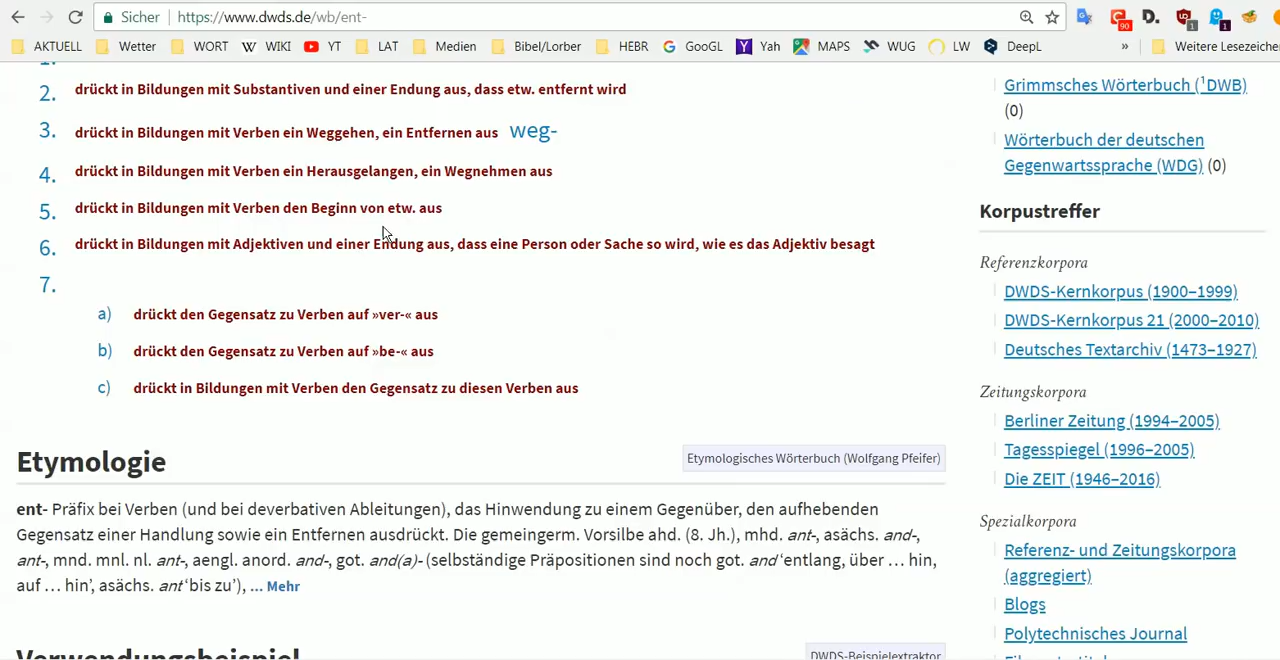 Sicher https://www.dwds.de/wb/ent-
90 D. 1 1
AKTUELL Wetter WORT WIKI YT LAT Medien Bibel/Lorber HEBR GooGL Yah MAPS WUG LW DeepL » Weitere Lesezeiche
2. drückt in Bildungen mit Substantiven und einer Endung aus, dass etw. entfernt wird
3. drückt in Bildungen mit Verben ein Weggehen, ein Entfernen aus weg-
4. drückt in Bildungen mit Verben ein Herausgelangen, ein Wegnehmen aus
5. drückt in Bildungen mit Verben den Beginn von etw. aus
6. drückt in Bildungen mit Adjektiven und einer Endung aus, dass eine Person oder Sache so wird, wie es das Adjektiv besagt
7.
a) drückt den Gegensatz zu Verben auf »ver-« aus
b) drückt den Gegensatz zu Verben auf »be-« aus
c) drückt in Bildungen mit Verben den Gegensatz zu diesen Verben aus
Etymologie
Etymologisches Wörterbuch (Wolfgang Pfeifer)
ent- Präfix bei Verben (und bei deverbativen Ableitungen), das Hinwendung zu einem Gegenüber, den aufhebenden
Gegensatz einer Handlung sowie ein Entfernen ausdrückt. Die gemeingerm. Vorsilbe ahd. (8. Jh.), mhd. ant-, asächs. and-,
ant-, mnd. mnl. nl. ant-, aengl. anord. and-, got. and(a)- (selbständige Präpositionen sind noch got. and ‘entlang, über … hin,
auf … hin’, asächs. ant ‘bis zu’), ... Mehr
Verwendungsbeispiel
DWDS-Beispielextraktor
Grimmsches Wörterbuch (¹DWB)
(0)
Wörterbuch der deutschen
Gegenwartssprache (WDG) (0)
Korpustreffer
Referenzkorpora
DWDS-Kernkorpus (1900–1999)
DWDS-Kernkorpus 21 (2000–2010)
Deutsches Textarchiv (1473–1927)
Zeitungskorpora
Berliner Zeitung (1994–2005)
Tagesspiegel (1996–2005)
Die ZEIT (1946–2016)
Spezialkorpora
Referenz- und Zeitungskorpora
(aggregiert)
Blogs
Polytechnisches Journal